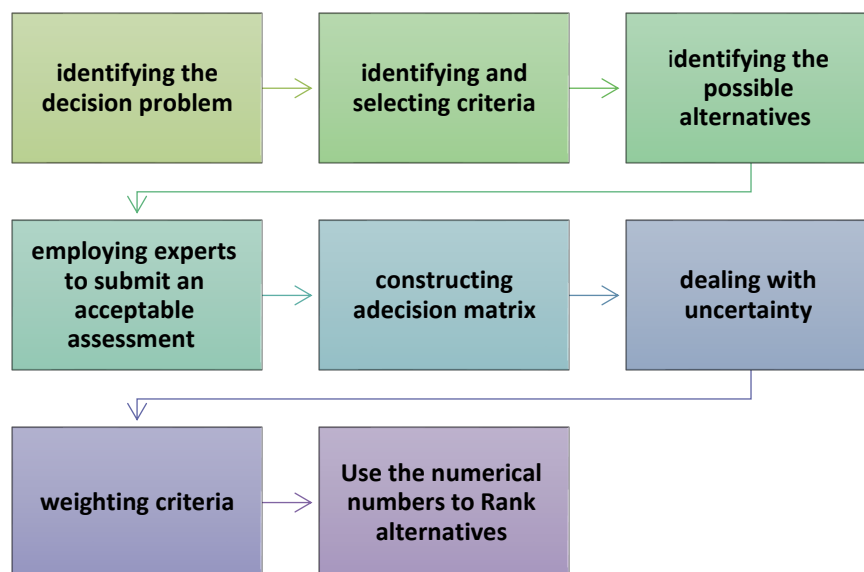 identifying the
decision problem
identifying and
selecting criteria
identifying the
possible
alternatives
employing experts
to submit an
acceptable
assessment
constructing
adecision matrix
dealing with
uncertainty
weighting criteria
Use the numerical
numbers to Rank
alternatives